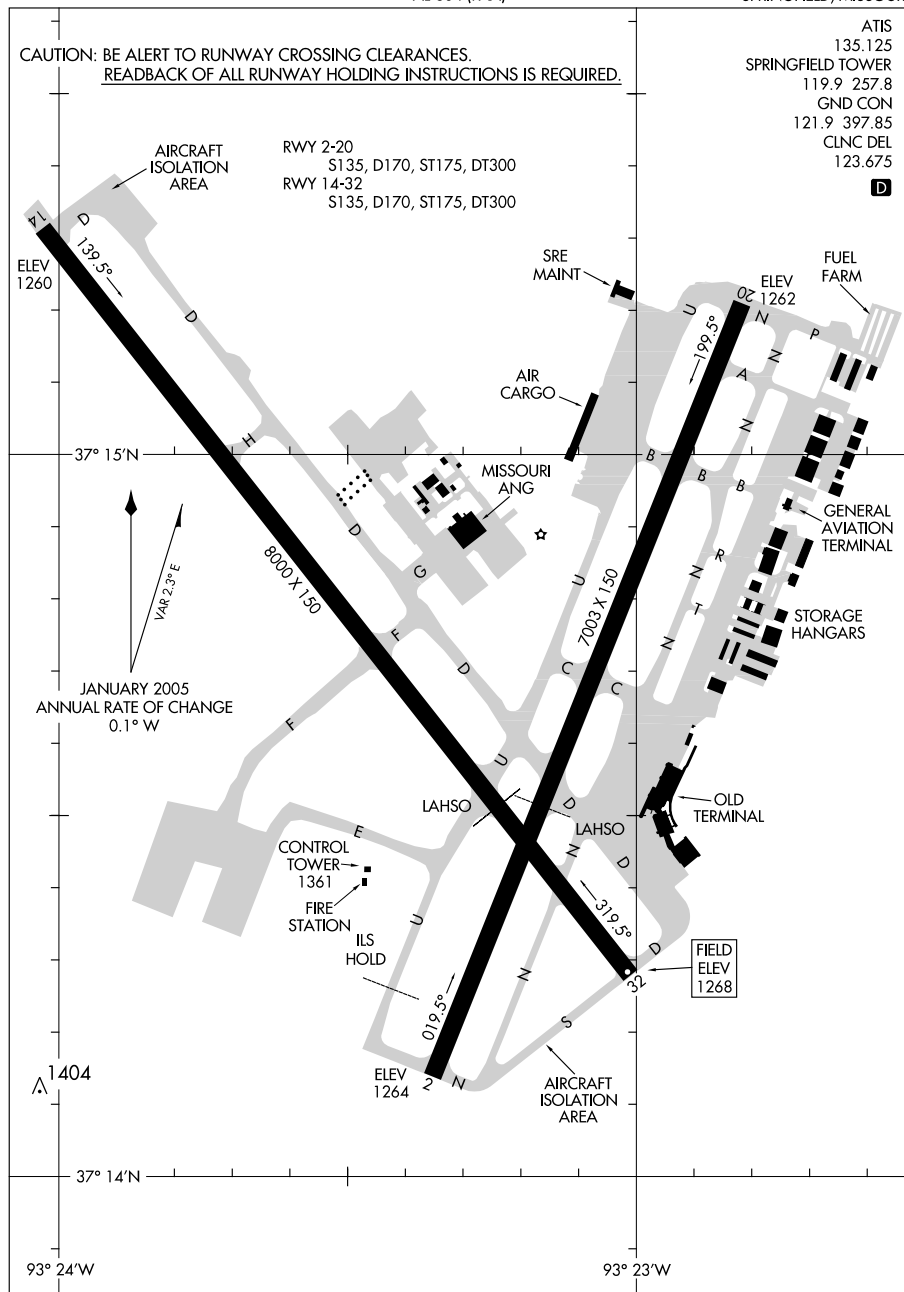 ATIS
135.125
SPRINGFIELD TOWER
119.9 257.8
GND CON
121.9 397.85
CLNC DEL
123.675
D
CAUTION: BE ALERT TO RUNWAY CROSSING CLEARANCES.
READBACK OF ALL RUNWAY HOLDING INSTRUCTIONS IS REQUIRED.
RWY 2-20
S135, D170, ST175, DT300
RWY 14-32
S135, D170, ST175, DT300
AIRCRAFT
ISOLATION
AREA
14
D
139.5°
ELEV
1260
D
SRE
MAINT
U
20
ELEV
1262
FUEL
FARM
N
P
199.5°
N
A
N
AIR
CARGO
H
37° 15'N
B
B
B
MISSOURI
ANG
GENERAL
AVIATION
TERMINAL
D
G
8000 X 150
VAR 2.3° E
U
7003 X 150
R
N
T
N
STORAGE
HANGARS
F
D
C
C
JANUARY 2005
ANNUAL RATE OF CHANGE
0.1° W
F
U
LAHSO
D
LAHSO
OLD
TERMINAL
E
N
D
CONTROL
TOWER
1361
FIRE
STATION
U
319.5°
ILS
HOLD
N
D
FIELD
ELEV
1268
32
019.5°
S
1404
ELEV
1264
2
N
AIRCRAFT
ISOLATION
AREA
37° 14'N
93° 24'W
93° 23'W